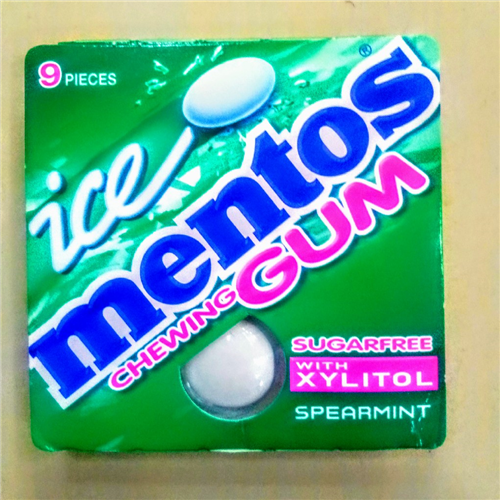 9 PIECES
ice
mentos®
CHEWING GUM
SUGARFREE
WITH
XYLITOL
SPEARMINT